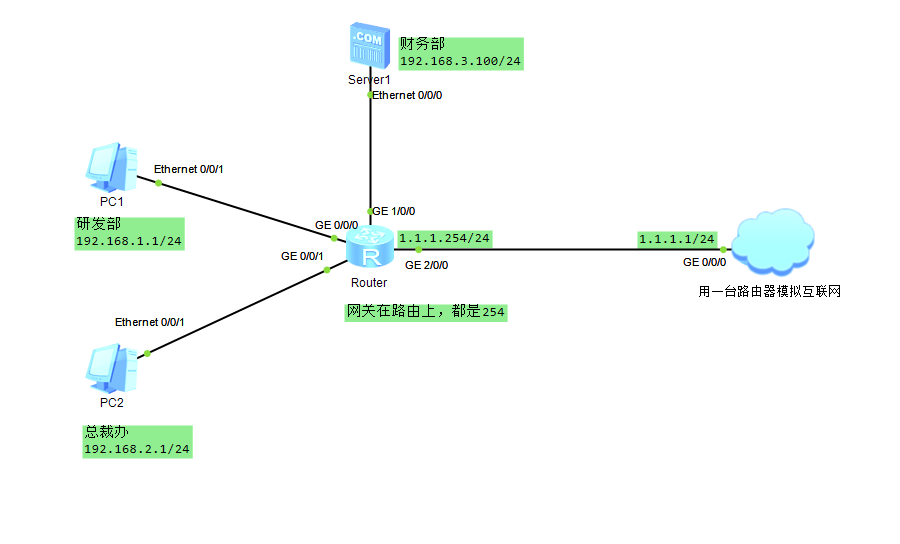 .COM
财务部
192.168.3.100/24
Server1
Ethernet 0/0/0
Ethernet 0/0/1
PC1
研发部
192.168.1.1/24
GE 1/0/0
GE 0/0/0
1.1.1.254/24
1.1.1.1/24
GE 0/0/1
R
GE 2/0/0
GE 0/0/0
Router
用一台路由器模拟互联网
网关在路由上，都是254
Ethernet 0/0/1
PC2
总裁办
192.168.2.1/24